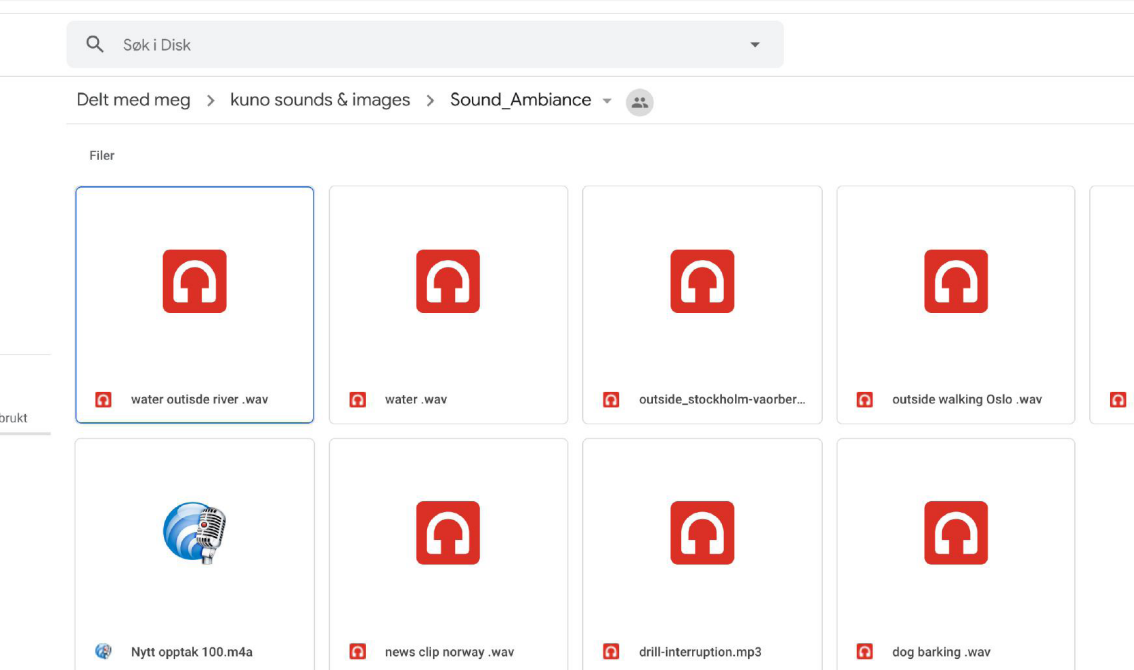 Søk i Disk
Delt med meg > kuno sounds & images > Sound_Ambiance
Filer
water outisde river .wav
water .wav
outside_stockholm-vaorber...
outside walking Oslo .wav
brukt
Nytt opptak 100.m4a
news clip norway .wav
drill-interruption.mp3
dog barking .wav